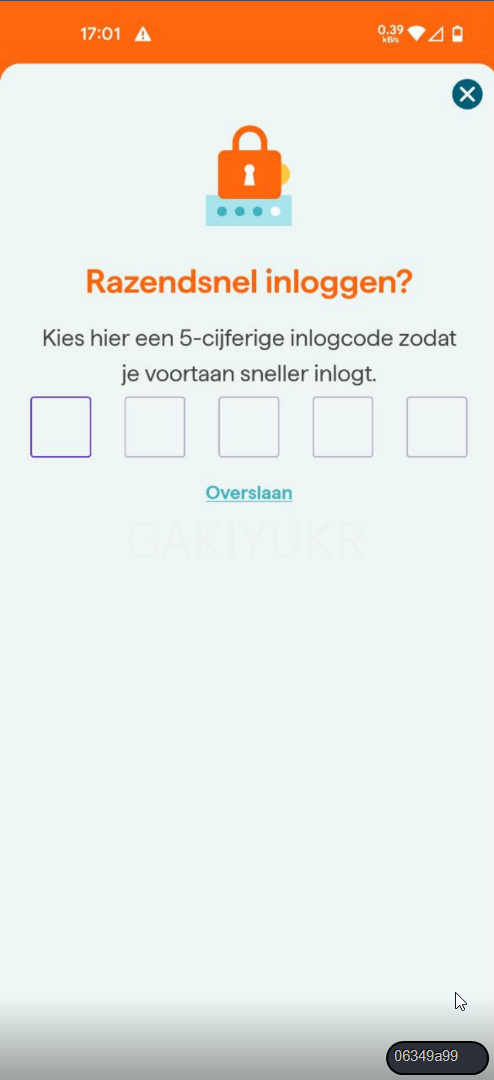 17:01
0.39
kB/s
Razendsnel inloggen?
Kies hier een 5-cijferige inlogcode zodat
je voortaan sneller inlogt.
Overslaan
GAKIYUKR
06349a99